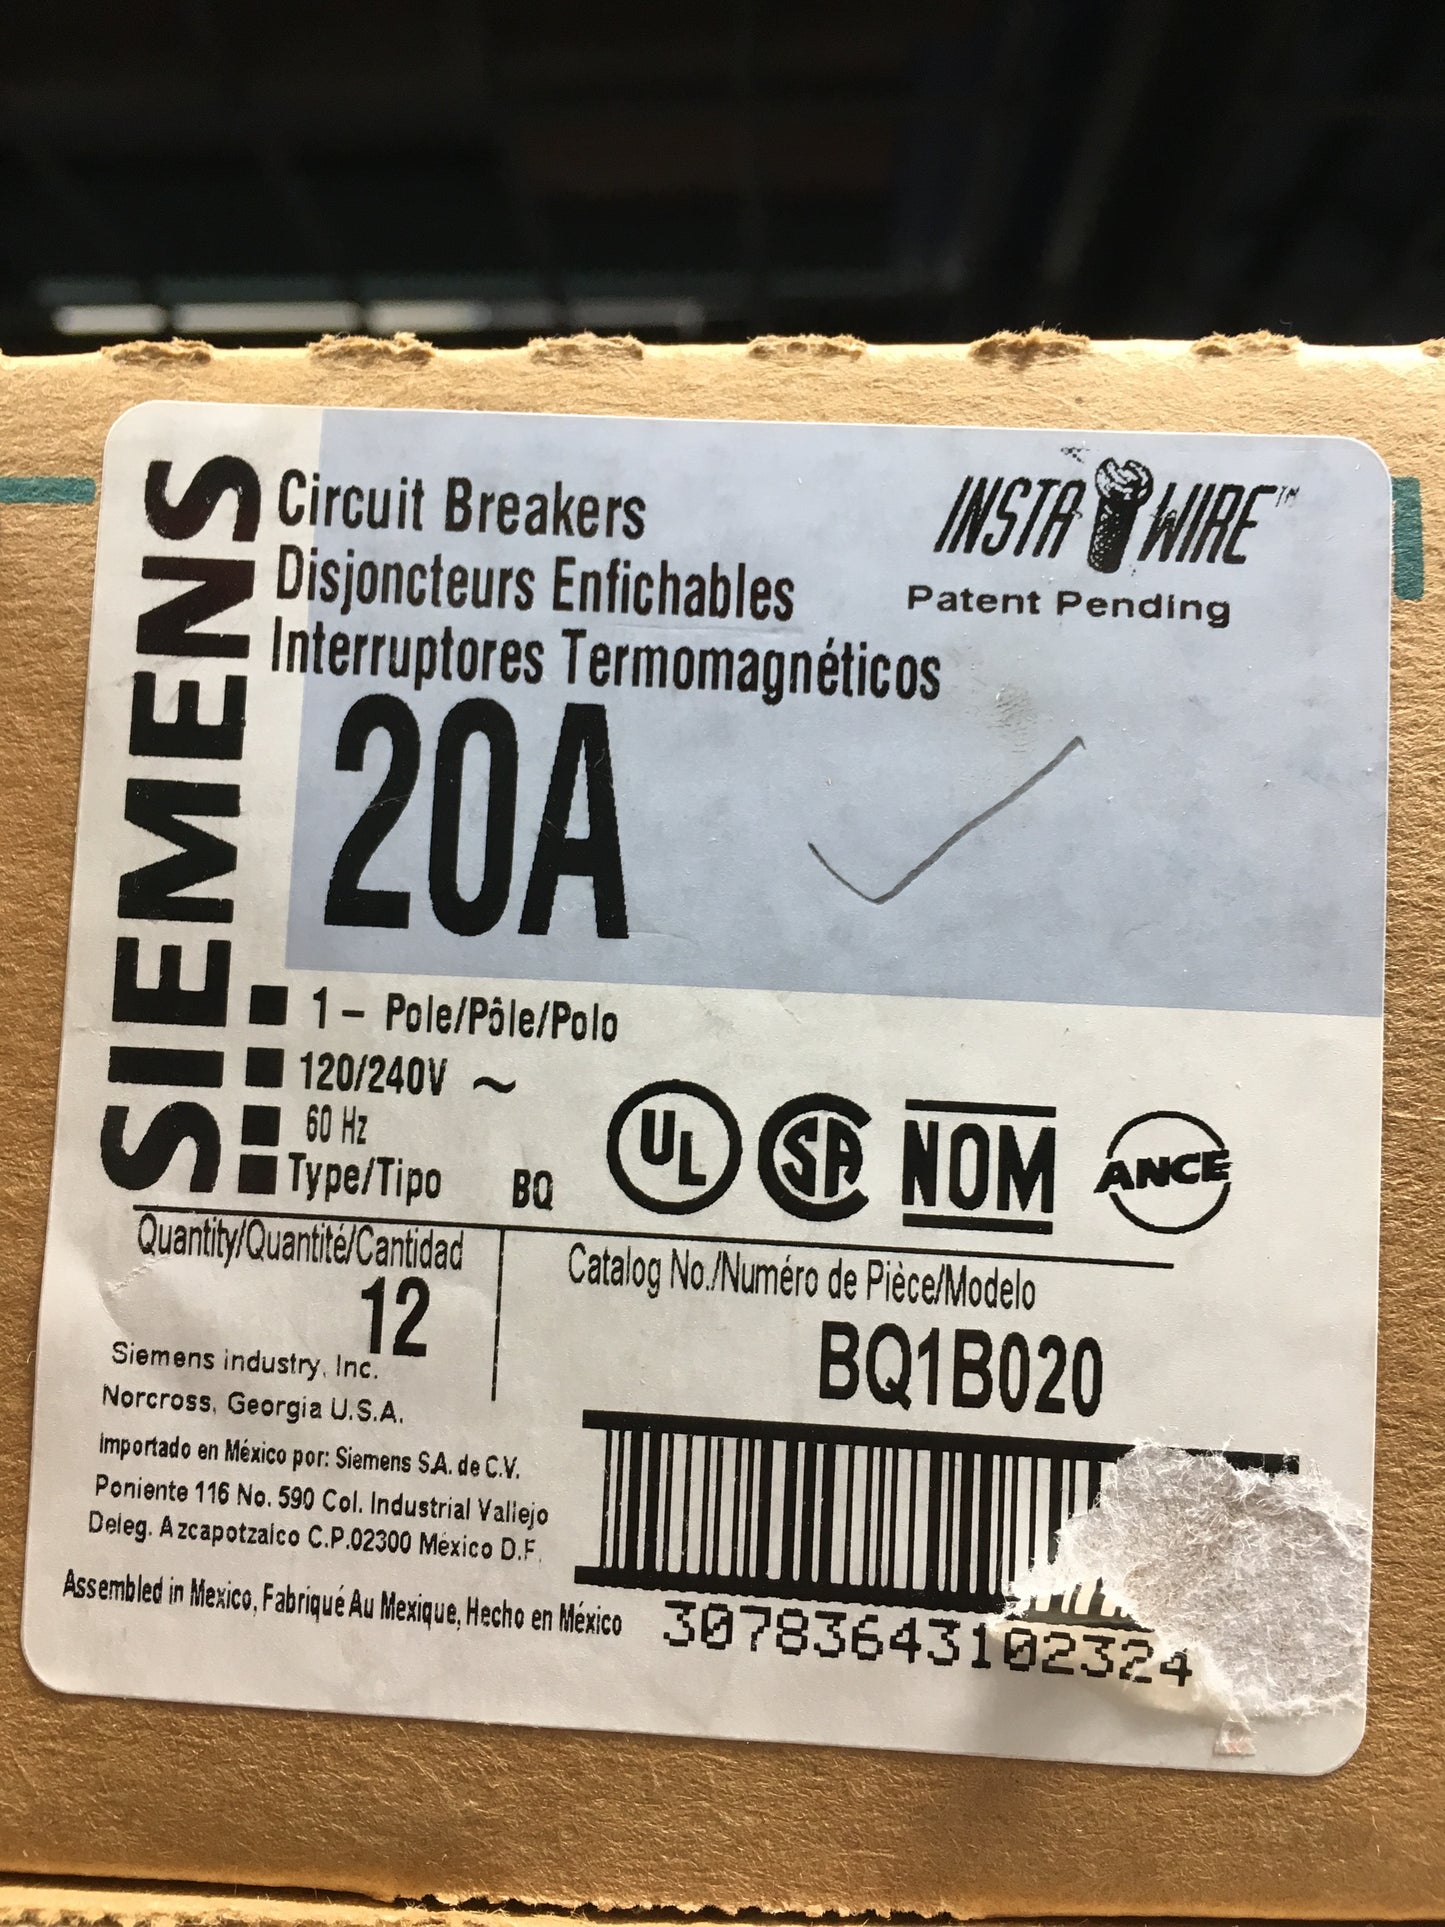 SIEMENS
Circuit Breakers
Disjoncteurs Enfichables
Interruptores Termomagnéticos
INSTA WIRE™
Patent Pending
20A
1 - Pole/Pôle/Polo
120/240V ~
60 Hz
Type/Tipo BQ
UL SA NOM ANCE
Quantity/Quantité/Cantidad
12
Catalog No./Numéro de Pièce/Modelo
BQ1B020
Siemens industry, Inc.
Norcross, Georgia U.S.A.
Importado en México por: Siemens S.A. de C.V.
Poniente 116 No. 590 Col. Industrial Vallejo
Deleg. Azcapotzalco C.P.02300 México D.F.
Assembled in Mexico, Fabriqué Au Mexique, Hecho en México
30783643102324